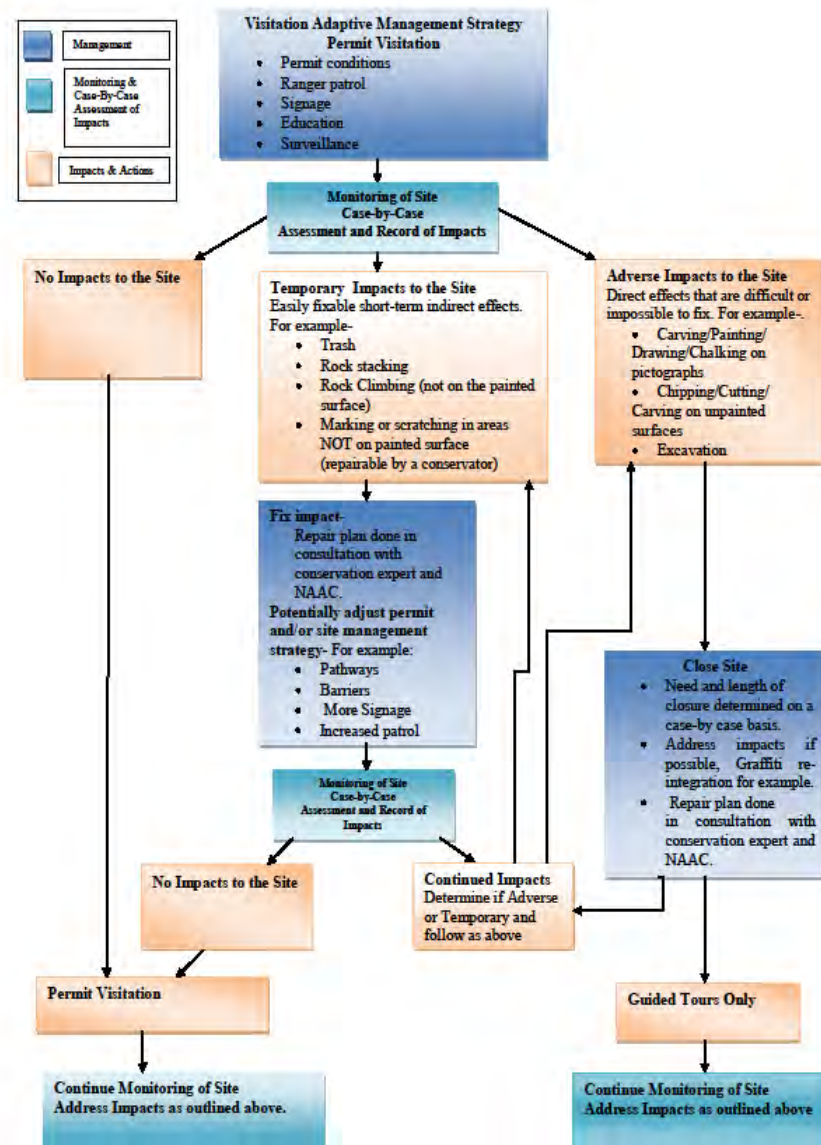 Management
Monitoring &
Case-By-Case
Assessment of
Impacts
Impacts & Actions
Visitation Adaptive Management Strategy
Permit Visitation
• Permit conditions
• Ranger patrol
• Signage
• Education
• Surveillance
Monitoring of Site
Case-by-Case
Assessment and Record of Impacts
No Impacts to the Site
Temporary Impacts to the Site
Easily fixable short-term indirect effects.
For example-
• Trash
• Rock stacking
• Rock Climbing (not on the painted
surface)
• Marking or scratching in areas
NOT on painted surface
(repairable by a conservator)
Adverse Impacts to the Site
Direct effects that are difficult or
impossible to fix. For example-.
• Carving/Painting/
Drawing/Chalking on
pictographs
• Chipping/Cutting/
Carving on unpainted
surfaces
• Excavation
Fix impact-
Repair plan done in
consultation with
conservation expert and
NAAC.
Potentially adjust permit
and/or site management
strategy- For example:
• Pathways
• Barriers
• More Signage
• Increased patrol
Close Site
• Need and length of
closure determined on a
case-by case basis.
• Address impacts if
possible, Graffiti re-
integration for example.
• Repair plan done
in consultation with
conservation expert and
NAAC.
Monitoring of Site
Case-by-Case
Assessment and Record of
Impacts
No Impacts to the Site
Continued Impacts
Determine if Adverse
or Temporary and
follow as above
Permit Visitation
Guided Tours Only
Continue Monitoring of Site
Address Impacts as outlined above.
Continue Monitoring of Site
Address Impacts as outlined above